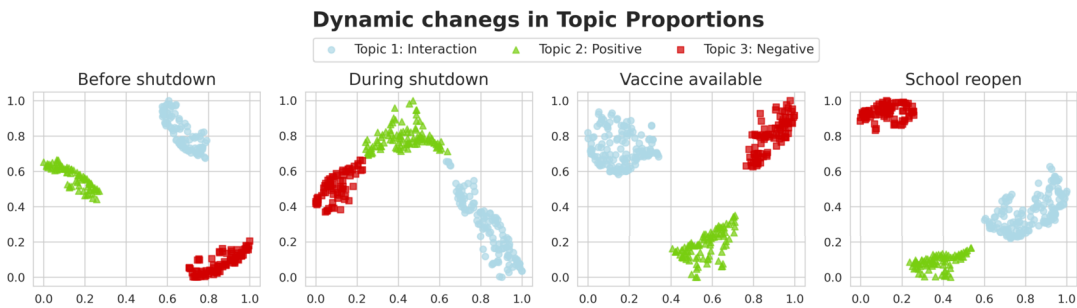 Dynamic chanegs in Topic Proportions
Topic 1: Interaction Topic 2: Positive Topic 3: Negative
Before shutdown During shutdown Vaccine available School reopen
1.0 1.0 1.0 1.0
0.8 0.8 0.8 0.8
0.6 0.6 0.6 0.6
0.4 0.4 0.4 0.4
0.2 0.2 0.2 0.2
0.0 0.0 0.0 0.0
0.0 0.2 0.4 0.6 0.8 1.0 0.0 0.2 0.4 0.6 0.8 1.0 0.0 0.2 0.4 0.6 0.8 1.0 0.0 0.2 0.4 0.6 0.8 1.0